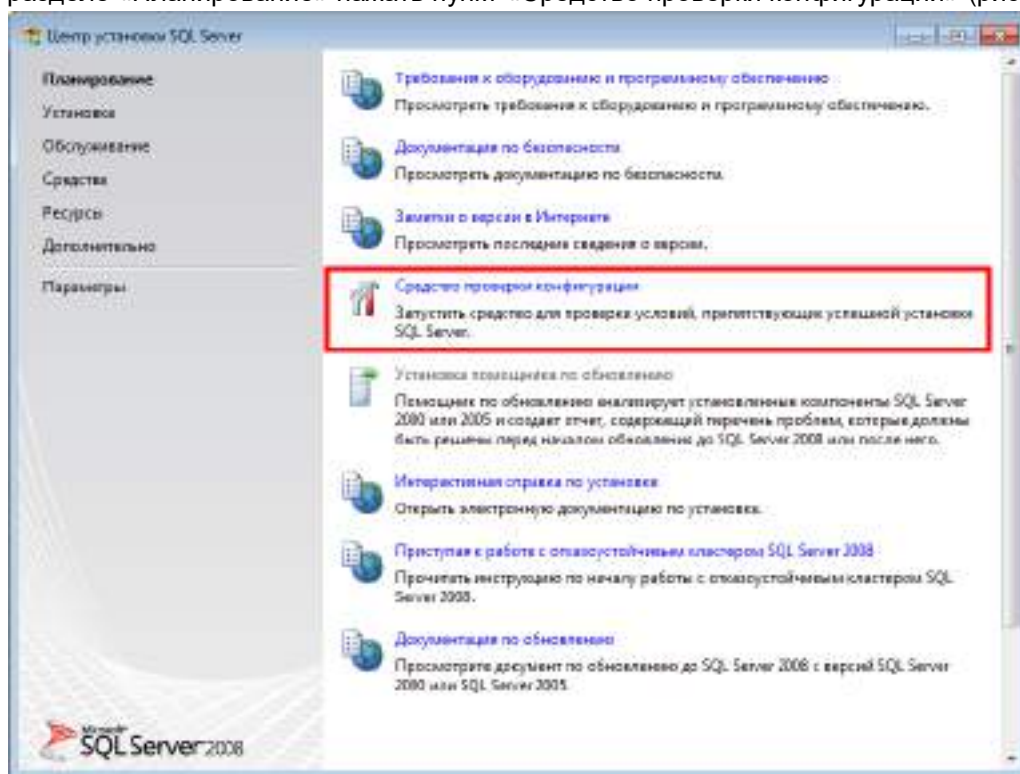 разделе «Планирование» нажать пункт «Средство проверки конфигурации» (рис
Центр установки SQL Server
Планирование
Установка
Обслуживание
Средства
Ресурсы
Дополнительно
Параметры
Требования к оборудованию и программному обеспечению
Просмотреть требования к оборудованию и программному обеспечению.
Документация по безопасности
Просмотреть документацию по безопасности.
Заметки о версии в Интернете
Просмотреть последние сведения о версии.
Средство проверки конфигурации
Запустить средство для проверки условий, препятствующих успешной установке
SQL Server.
Установка помощника по обновлению
Помощник по обновлению анализирует установленные компоненты SQL Server
2000 или 2005 и создает отчет, содержащий перечень проблем, которые должны
быть решены перед началом обновления до SQL Server 2008 или после него.
Интерактивная справка по установке
Открыть электронную документацию по установке.
Приступая к работе с отказоустойчивым кластером SQL Server 2008
Прочитать инструкцию по началу работы с отказоустойчивым кластером SQL
Server 2008.
Документация по обновлению
Просмотрите документ по обновлению до SQL Server 2008 с версий SQL Server
2000 или SQL Server 2005.
Microsoft
SQL Server 2008